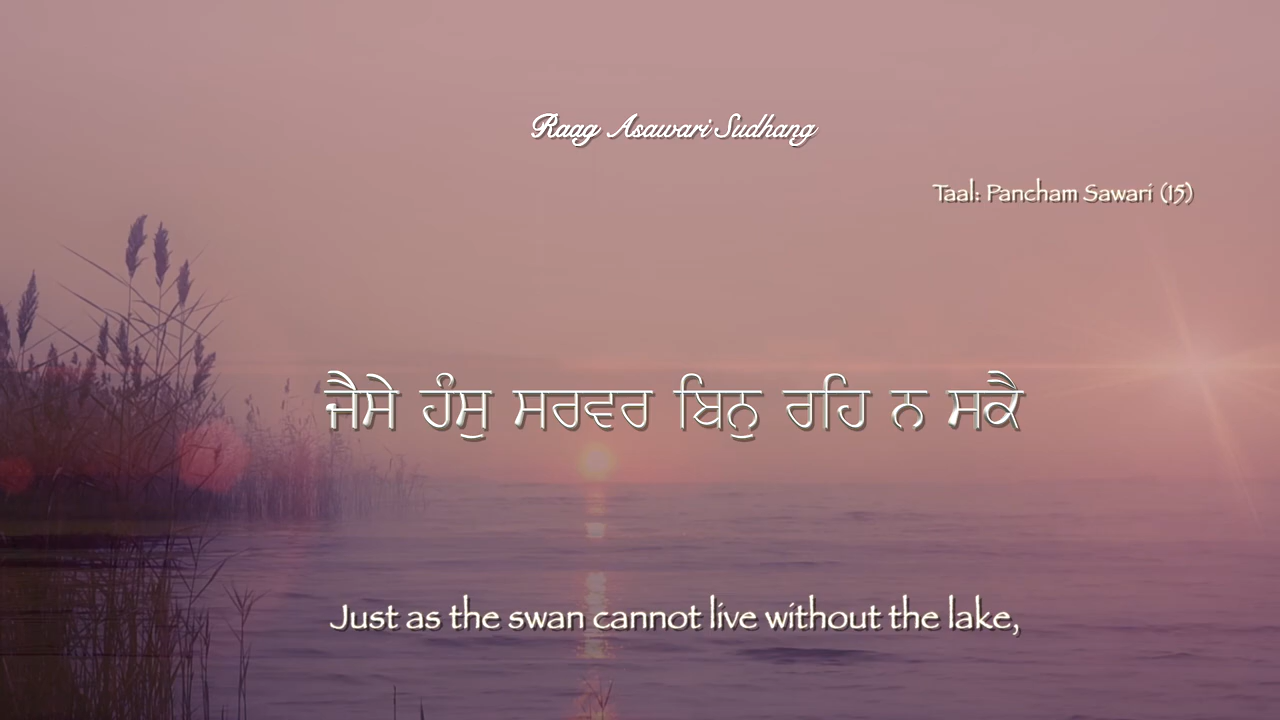 Raag Asawari Sudhang
Taal: Pancham Sawari (15)
ਜੈਸੇ ਹੰਸੁ ਸਰਵਰ ਬਿਨੁ ਰਹਿ ਨ ਸਕੈ
Just as the swan cannot live without the lake,